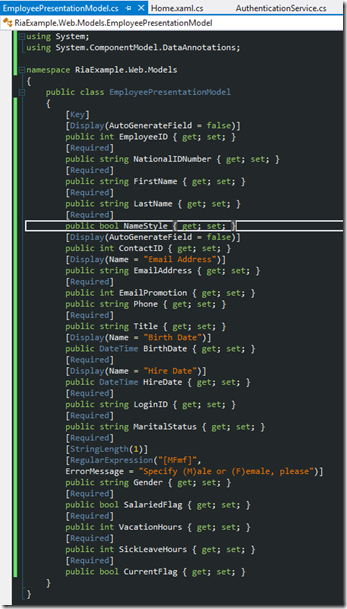 EmployeePresentationModel.cs
Home.xaml.cs
AuthenticationService.cs
RiaExample.Web.Models.EmployeePresentationModel
using System;
using System.ComponentModel.DataAnnotations;
namespace RiaExample.Web.Models
{
public class EmployeePresentationModel
{
[Key]
[Display(AutoGenerateField = false)]
public int EmployeeID { get; set; }
[Required]
public string NationalIDNumber { get; set; }
[Required]
public string FirstName { get; set; }
[Required]
public string LastName { get; set; }
[Required]
public bool NameStyle { get; set; }
[Display(AutoGenerateField = false)]
public int ContactID { get; set; }
[Display(Name = "Email Address")]
public string EmailAddress { get; set; }
[Required]
public int EmailPromotion { get; set; }
public string Phone { get; set; }
[Required]
public string Title { get; set; }
[Display(Name = "Birth Date")]
public DateTime BirthDate { get; set; }
[Required]
[Display(Name = "Hire Date")]
public DateTime HireDate { get; set; }
[Required]
public string LoginID { get; set; }
[Required]
public string MaritalStatus { get; set; }
[Required]
[StringLength(1)]
[RegularExpression("[MFmf]",
ErrorMessage = "Specify (M)ale or (F)emale, please")]
public string Gender { get; set; }
[Required]
public bool SalariedFlag { get; set; }
[Required]
public int VacationHours { get; set; }
[Required]
public int SickLeaveHours { get; set; }
[Required]
public bool CurrentFlag { get; set; }
}
}